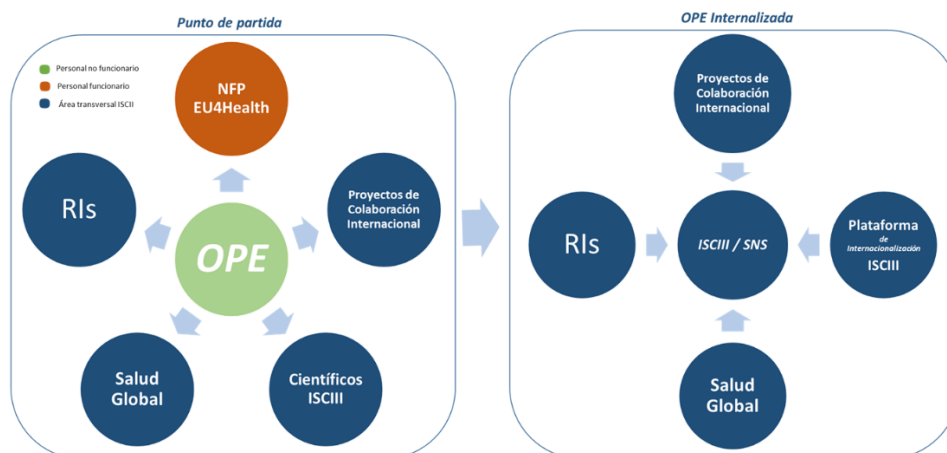 Punto de partida
Personal no funcionario
Personal funcionario
Área transversal ISCII
NFP
EU4Health
RIs
Proyectos de
Colaboración
Internacional
OPE
Salud
Global
Científicos
ISCIII
OPE Internalizada
Proyectos de
Colaboración
Internacional
RIs
ISCIII / SNS
Plataforma
de
Internacionalización
ISCIII
Salud
Global